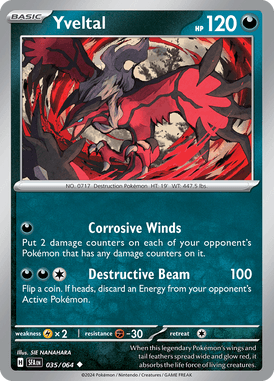 BASIC
Yveltal
HP 120
NO. 0717 Destruction Pokémon HT: 19' WT: 447.5 lbs.
Corrosive Winds
Put 2 damage counters on each of your opponent's
Pokémon that has any damage counters on it.
Destructive Beam 100
Flip a coin. If heads, discard an Energy from your opponent's
Active Pokémon.
weakness ×2 resistance -30 retreat
Illus. SIE NANAHARA
H SFA EN 035/064
When this legendary Pokémon's wings and
tail feathers spread wide and glow red, it
absorbs the life force of living creatures.
©2024 Pokémon / Nintendo / Creatures / GAME FREAK